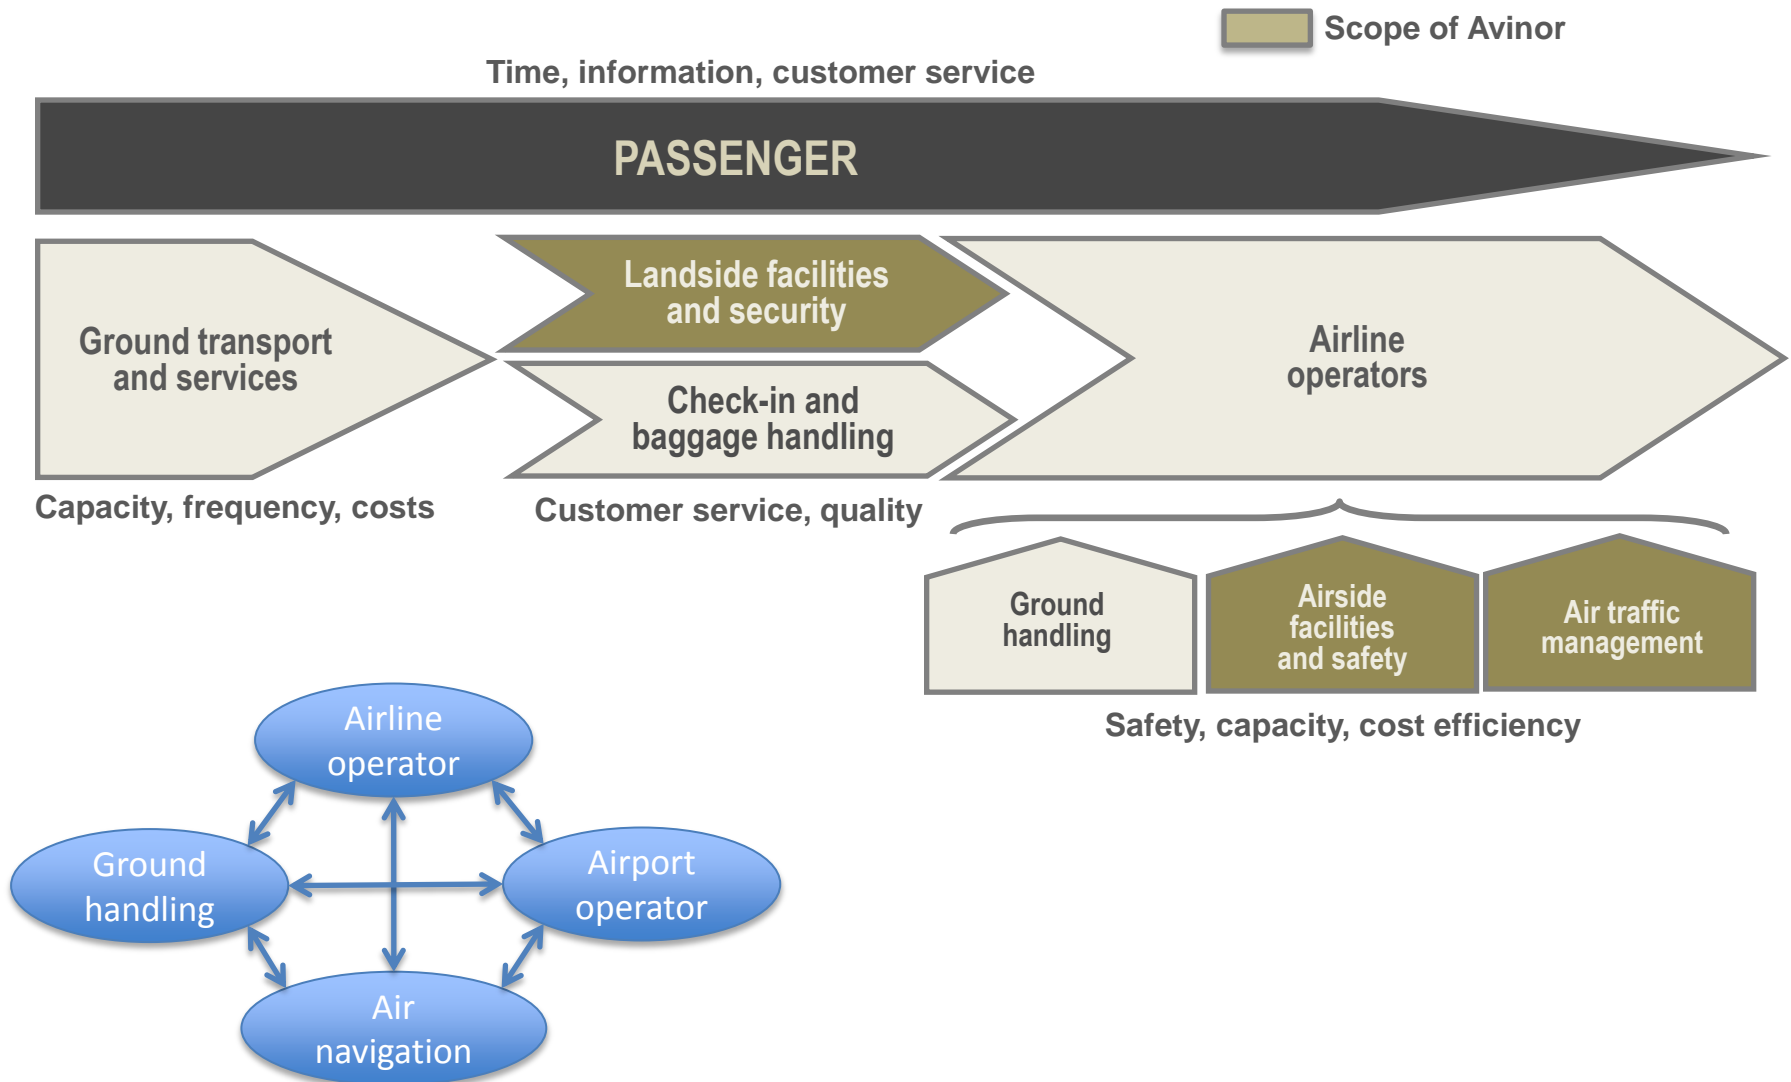 Scope of Avinor
Time, information, customer service
PASSENGER
Landside facilities
and security
Ground transport
and services
Airline
operators
Check-in and
baggage handling
Capacity, frequency, costs
Customer service, quality
Ground
handling
Airside
facilities
and safety
Air traffic
management
Safety, capacity, cost efficiency
Airline
operator
Ground
handling
Airport
operator
Air
navigation